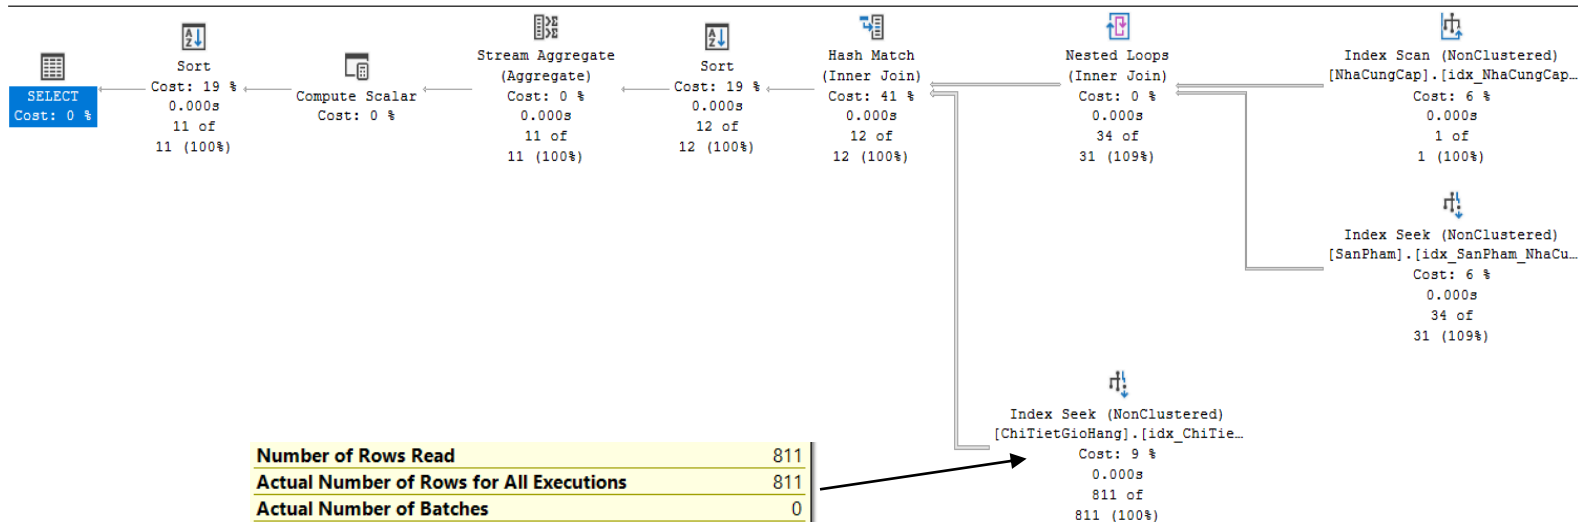 SELECT
Cost: 0 %
Sort
Cost: 19 %
0.000s
11 of
11 (100%)
Compute Scalar
Cost: 0 %
Stream Aggregate
(Aggregate)
Cost: 0 %
0.000s
11 of
11 (100%)
Sort
Cost: 19 %
0.000s
12 of
12 (100%)
Hash Match
(Inner Join)
Cost: 41 %
0.000s
12 of
12 (100%)
Nested Loops
(Inner Join)
Cost: 0 %
0.000s
34 of
31 (109%)
Index Scan (NonClustered)
[NhaCungCap].[idx_NhaCungCap…
Cost: 6 %
0.000s
1 of
1 (100%)
Index Seek (NonClustered)
[SanPham].[idx_SanPham_NhaCu…
Cost: 6 %
0.000s
34 of
31 (109%)
Index Seek (NonClustered)
[ChiTietGioHang].[idx_ChiTie…
Cost: 9 %
0.000s
811 of
811 (100%)
Number of Rows Read 811
Actual Number of Rows for All Executions 811
Actual Number of Batches 0